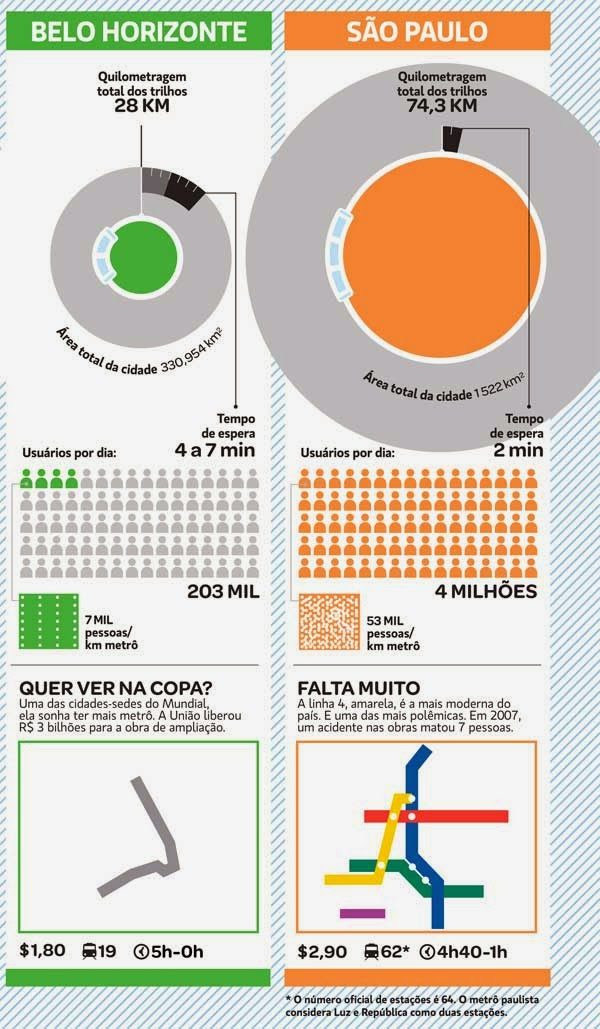 BELO HORIZONTE
Quilometragem
total dos trilhos
28 KM
Área total da cidade 330,954 km²
Tempo
de espera
4 a 7 min
Usuários por dia:
203 MIL
7 MIL
pessoas/
km metrô
QUER VER NA COPA?
Uma das cidades-sedes do Mundial,
ela sonha ter mais metrô. A União liberou
R$ 3 bilhões para a obra de ampliação.
$1,80 19 5h-0h
SÃO PAULO
Quilometragem
total dos trilhos
74,3 KM
Área total da cidade 1 522 km²
Tempo
de espera
2 min
Usuários por dia:
4 MILHÕES
53 MIL
pessoas/
km metrô
FALTA MUITO
A linha 4, amarela, é a mais moderna do
país. E uma das mais polêmicas. Em 2007,
um acidente nas obras matou 7 pessoas.
$2,90 62* 4h40-1h
* O número oficial de estações é 64. O metrô paulista
considera Luz e República como duas estações.